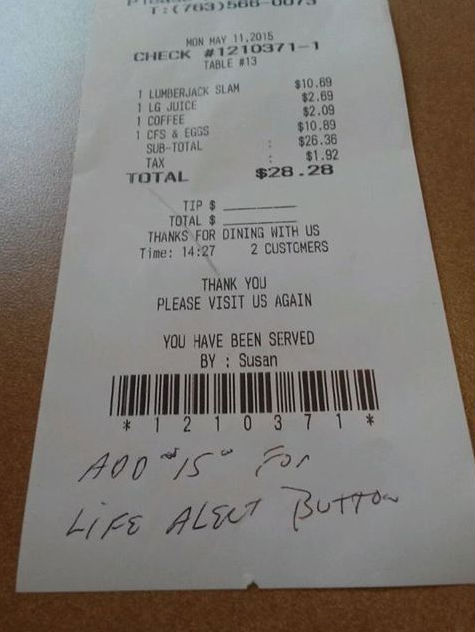 T:(763)566-0073
MON MAY 11,2015
CHECK #1210371-1
TABLE #13
1 LUMBERJACK SLAM $10.69
1 LG JUICE $2.69
1 COFFEE $2.09
1 CFS & EGGS $10.89
SUB-TOTAL : $26.36
TAX : $1.92
TOTAL $28.28
TIP $
TOTAL $
THANKS FOR DINING WITH US
Time: 14:27 2 CUSTOMERS
THANK YOU
PLEASE VISIT US AGAIN
YOU HAVE BEEN SERVED
BY : Susan
* 1 2 1 0 3 7 1 *
ADD $15 FOR
LIFE ALERT BUTTON